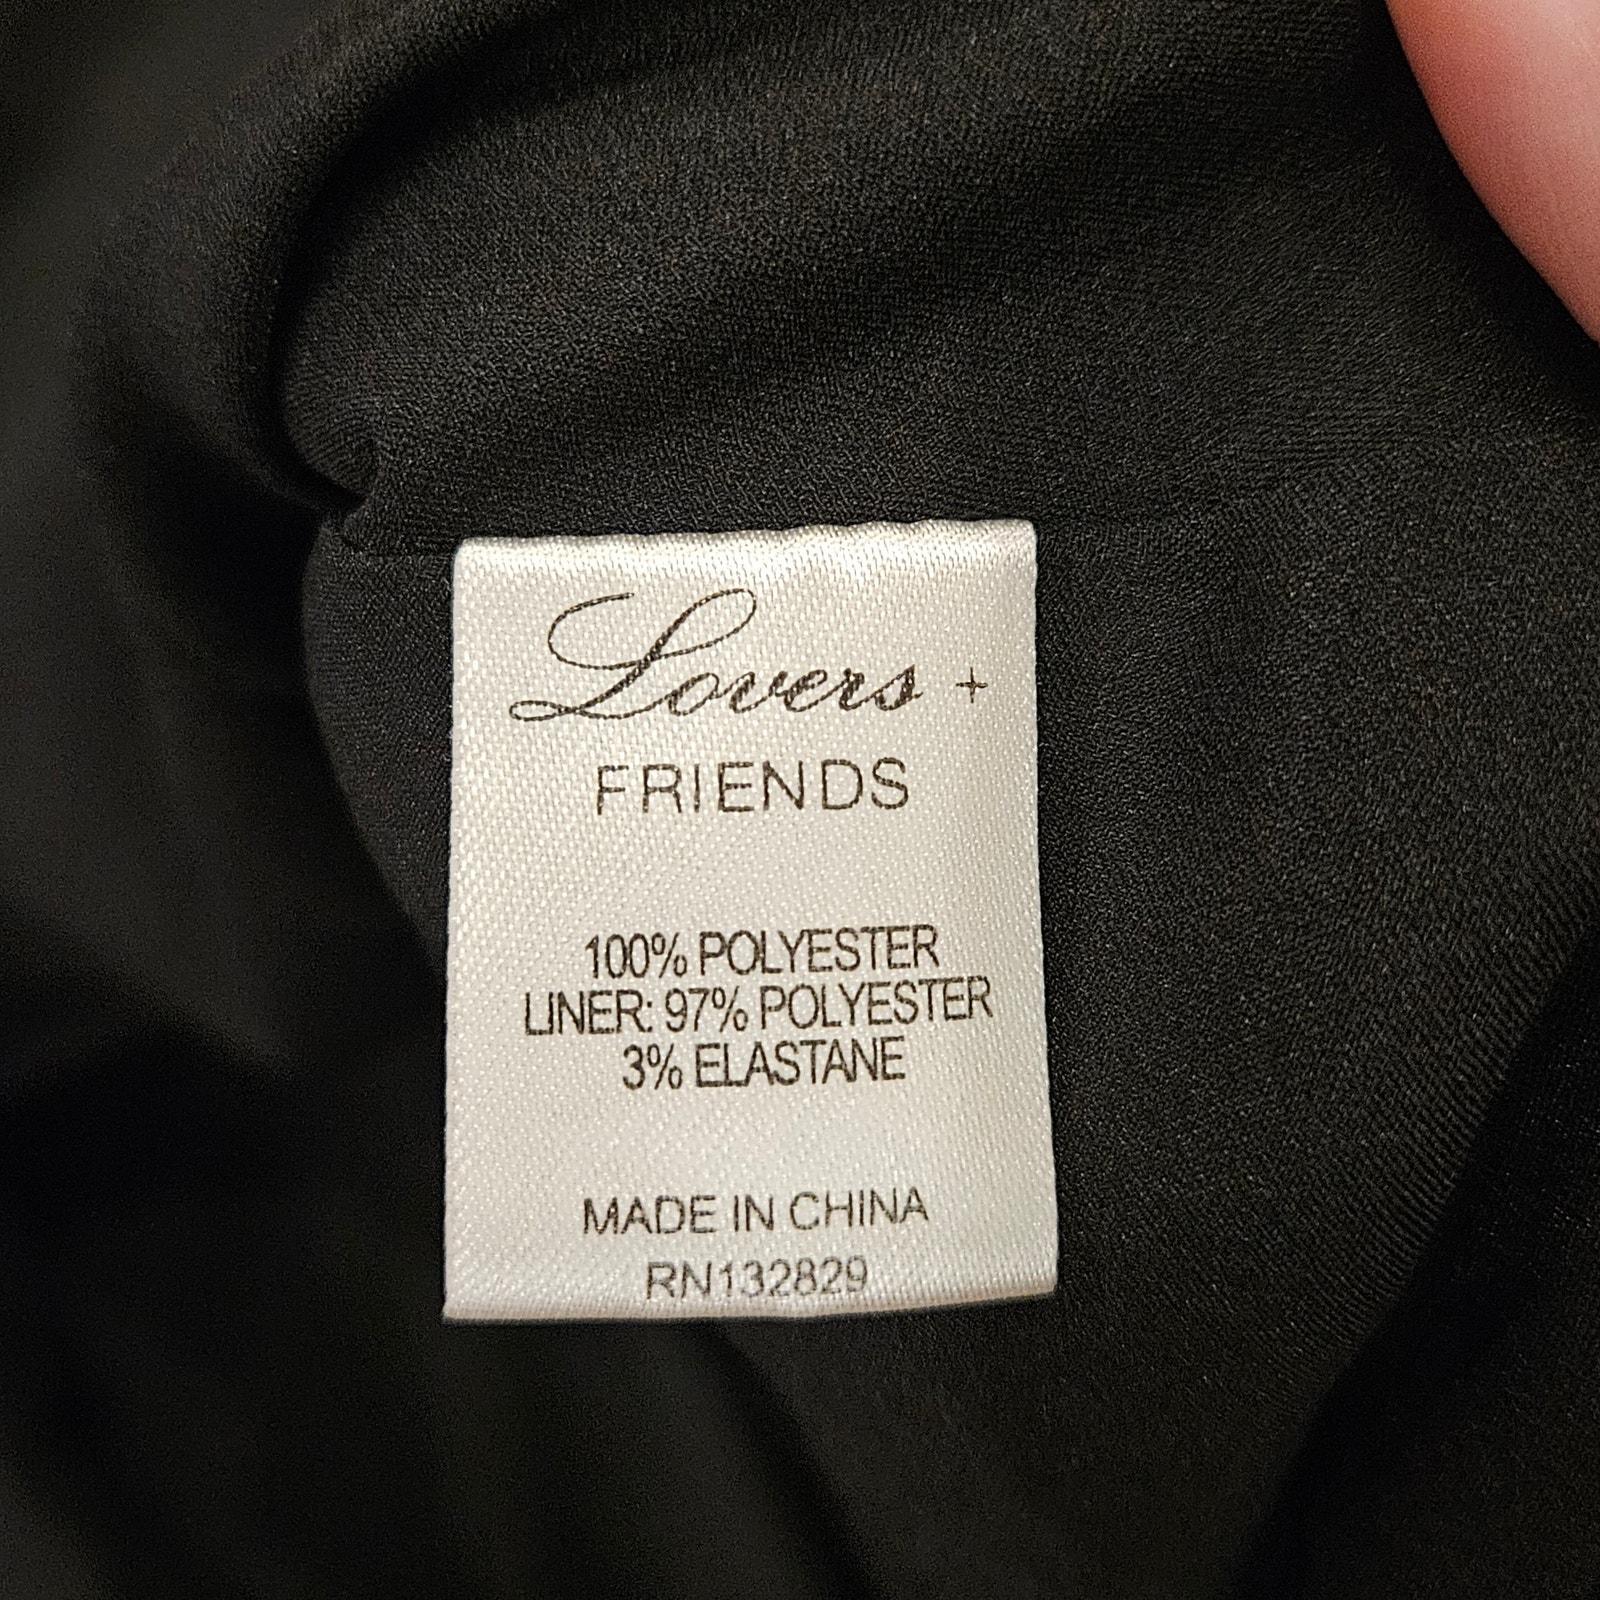 Lovers +
FRIENDS
100% POLYESTER
LINER: 97% POLYESTER
3% ELASTANE
MADE IN CHINA
RN132829